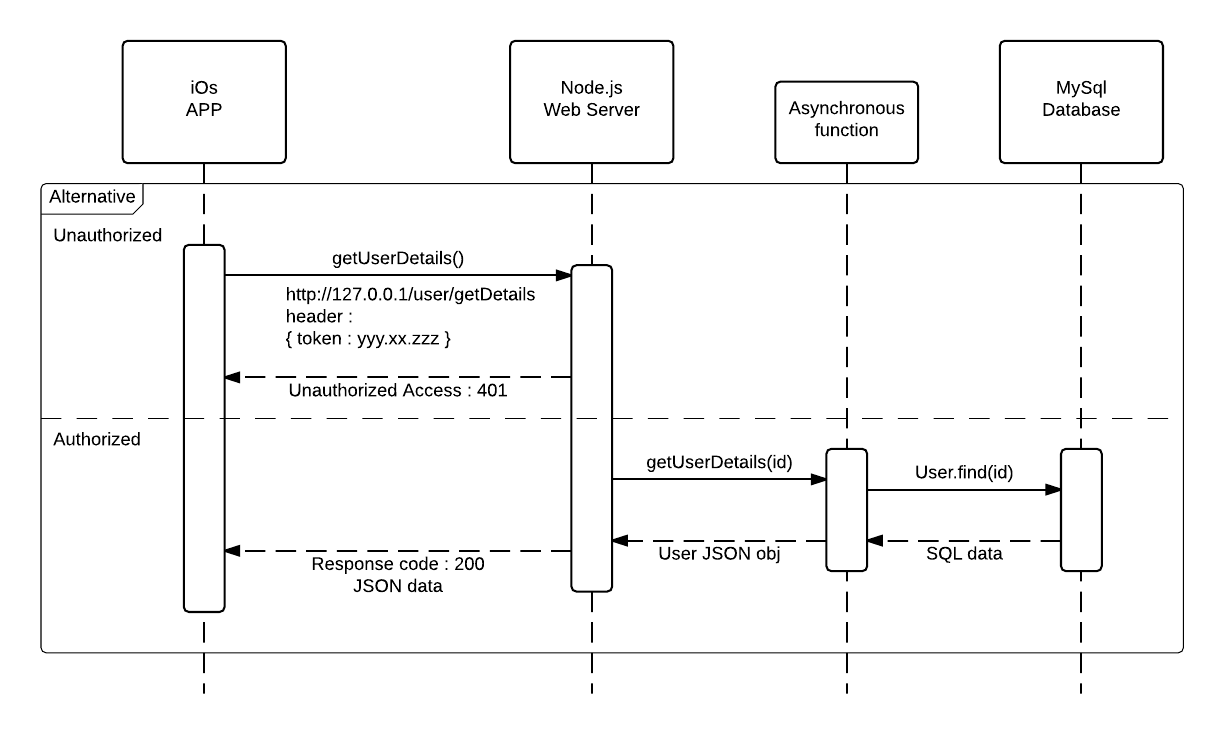 iOs
APP
Node.js
Web Server
Asynchronous
function
MySql
Database
Alternative
Unauthorized
getUserDetails()
http://127.0.0.1/user/getDetails
header :
{ token : yyy.xx.zzz }
Unauthorized Access : 401
Authorized
getUserDetails(id)
User.find(id)
User JSON obj
SQL data
Response code : 200
JSON data